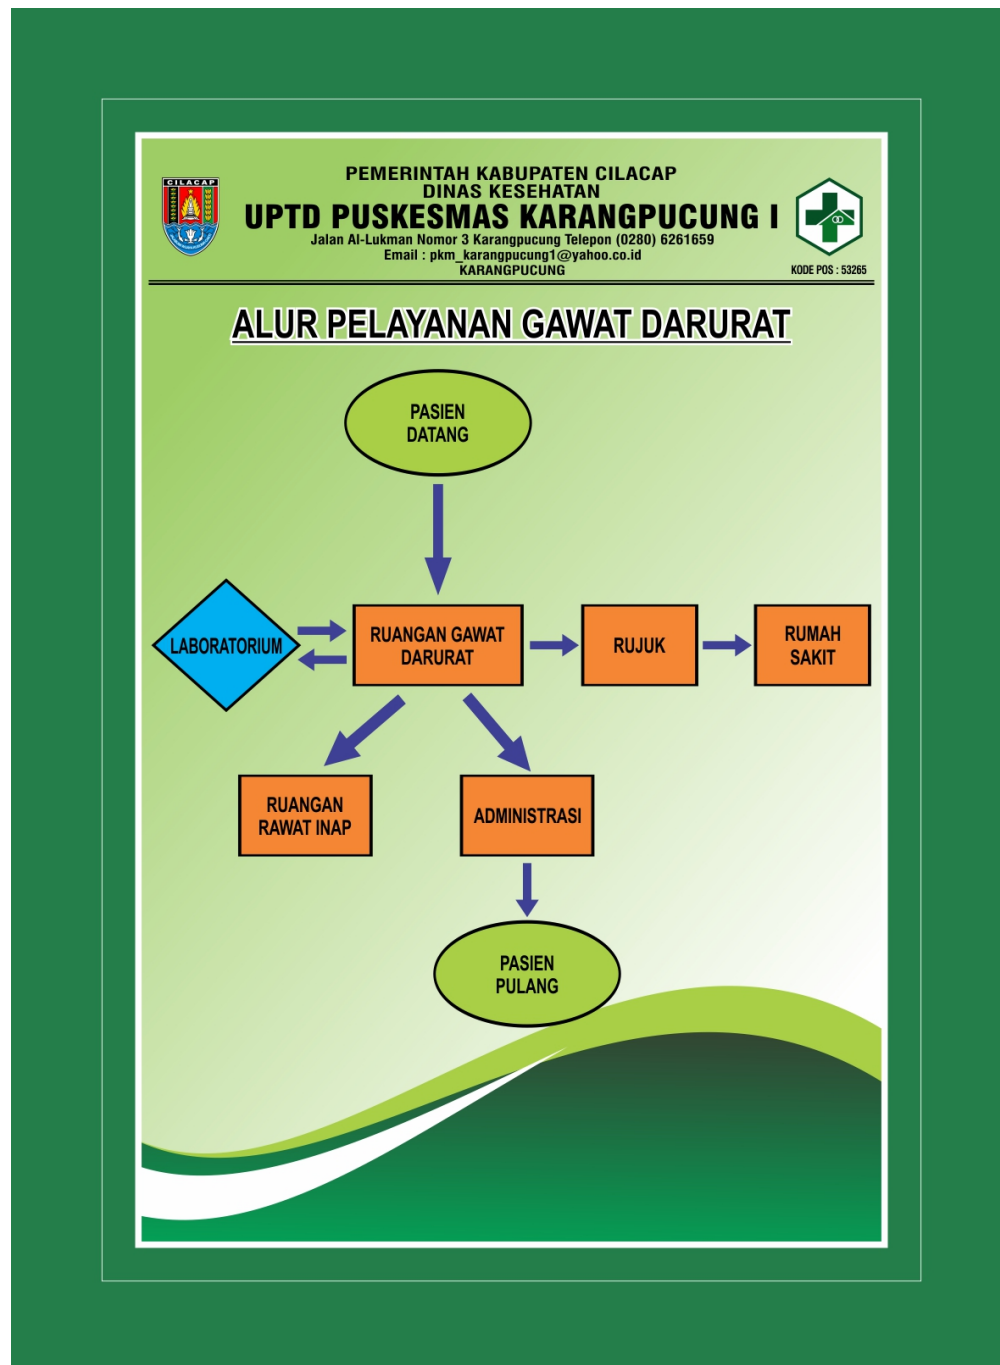 CILACAP
PEMERINTAH KABUPATEN CILACAP
DINAS KESEHATAN
UPTD PUSKESMAS KARANGPUCUNG I
Jalan Al-Lukman Nomor 3 Karangpucung Telepon (0280) 6261659
Email : pkm_karangpucung1@yahoo.co.id
KARANGPUCUNG
KODE POS : 53265
ALUR PELAYANAN GAWAT DARURAT
PASIEN
DATANG
LABORATORIUM
RUANGAN GAWAT
DARURAT
RUJUK
RUMAH
SAKIT
RUANGAN
RAWAT INAP
ADMINISTRASI
PASIEN
PULANG